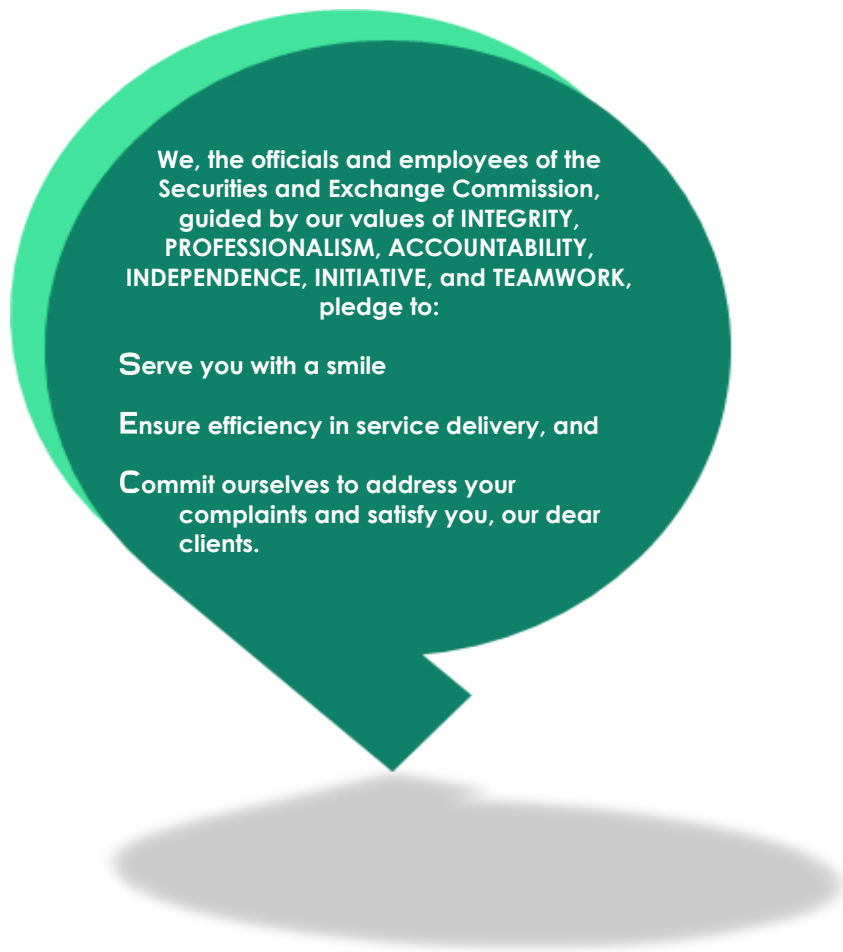 We, the officials and employees of the
Securities and Exchange Commission,
guided by our values of INTEGRITY,
PROFESSIONALISM, ACCOUNTABILITY,
INDEPENDENCE, INITIATIVE, and TEAMWORK,
pledge to:
Serve you with a smile
Ensure efficiency in service delivery, and
Commit ourselves to address your
complaints and satisfy you, our dear
clients.